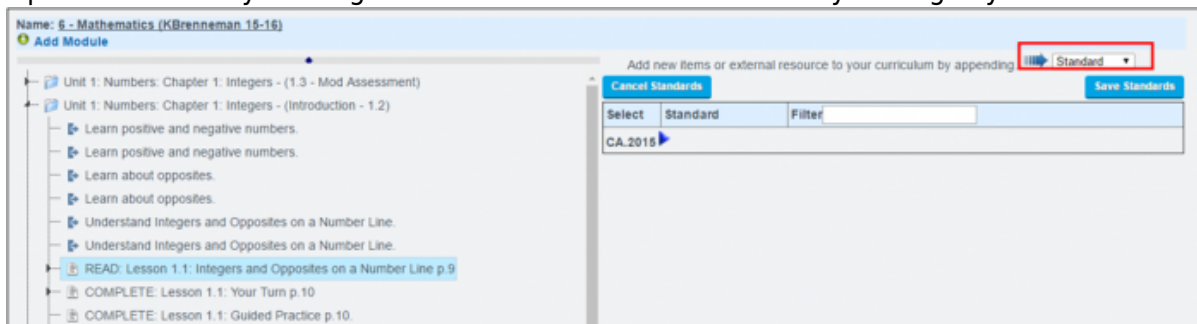 Name: 6 - Mathematics (KBrenneman 15-16)
Add Module
Unit 1: Numbers: Chapter 1: Integers - (1.3 - Mod Assessment)
Unit 1: Numbers: Chapter 1: Integers - (Introduction - 1.2)
Learn positive and negative numbers.
Learn positive and negative numbers.
Learn about opposites.
Learn about opposites.
Understand Integers and Opposites on a Number Line.
Understand Integers and Opposites on a Number Line.
READ: Lesson 1.1: Integers and Opposites on a Number Line p.9
COMPLETE: Lesson 1.1: Your Turn p.10
COMPLETE: Lesson 1.1: Guided Practice p.10.
Add new items or external resource to your curriculum by appending Standard
Cancel Standards Save Standards
Select Standard Filter
CA.2015